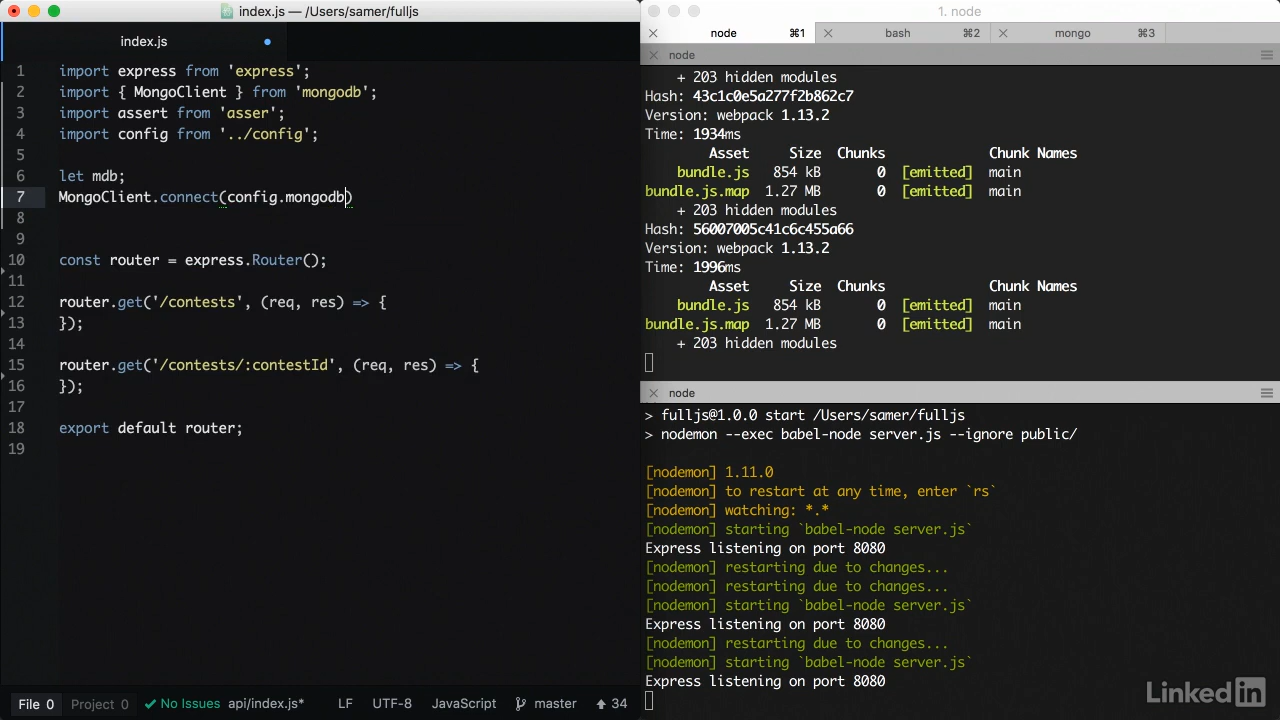 index.js — /Users/samer/fulljs
index.js
1 import express from 'express';
2 import { MongoClient } from 'mongodb';
3 import assert from 'asser';
4 import config from '../config';
5
6 let mdb;
7 MongoClient.connect(config.mongodb)
8
9
10 const router = express.Router();
11
12 router.get('/contests', (req, res) => {
13 });
14
15 router.get('/contests/:contestId', (req, res) => {
16 });
17
18 export default router;
19
File 0 Project 0 No Issues api/index.js* LF UTF-8 JavaScript master 34
1. node
node ⌘1 bash ⌘2 mongo ⌘3
node
+ 203 hidden modules
Hash: 43c1c0e5a277f2b862c7
Version: webpack 1.13.2
Time: 1934ms
Asset Size Chunks Chunk Names
bundle.js 854 kB 0 [emitted] main
bundle.js.map 1.27 MB 0 [emitted] main
+ 203 hidden modules
Hash: 56007005c41c6c455a66
Version: webpack 1.13.2
Time: 1996ms
Asset Size Chunks Chunk Names
bundle.js 854 kB 0 [emitted] main
bundle.js.map 1.27 MB 0 [emitted] main
+ 203 hidden modules
node
> fulljs@1.0.0 start /Users/samer/fulljs
> nodemon --exec babel-node server.js --ignore public/
[nodemon] 1.11.0
[nodemon] to restart at any time, enter `rs`
[nodemon] watching: *.*
[nodemon] starting `babel-node server.js`
Express listening on port 8080
[nodemon] restarting due to changes...
[nodemon] restarting due to changes...
[nodemon] starting `babel-node server.js`
Express listening on port 8080
[nodemon] restarting due to changes...
[nodemon] starting `babel-node server.js`
Express listening on port 8080
Linked in